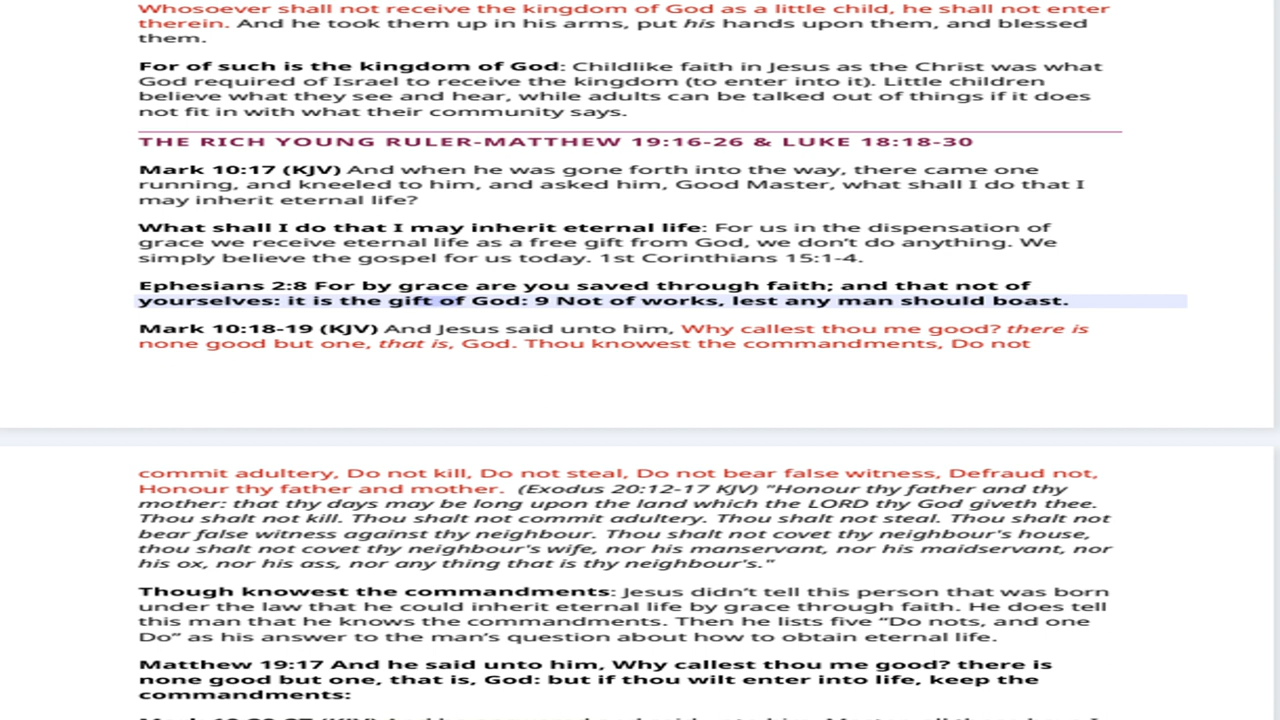 Whosoever shall not receive the kingdom of God as a little child, he shall not enter
therein. And he took them up in his arms, put his hands upon them, and blessed
them.
For of such is the kingdom of God: Childlike faith in Jesus as the Christ was what
God required of Israel to receive the kingdom (to enter into it). Little children
believe what they see and hear, while adults can be talked out of things if it does
not fit in with what their community says.
THE RICH YOUNG RULER-MATTHEW 19:16-26 & LUKE 18:18-30
Mark 10:17 (KJV) And when he was gone forth into the way, there came one
running, and kneeled to him, and asked him, Good Master, what shall I do that I
may inherit eternal life?
What shall I do that I may inherit eternal life: For us in the dispensation of
grace we receive eternal life as a free gift from God, we don't do anything. We
simply believe the gospel for us today. 1st Corinthians 15:1-4.
Ephesians 2:8 For by grace are you saved through faith; and that not of
yourselves: it is the gift of God: 9 Not of works, lest any man should boast.
Mark 10:18-19 (KJV) And Jesus said unto him, Why callest thou me good? there is
none good but one, that is, God. Thou knowest the commandments, Do not
commit adultery, Do not kill, Do not steal, Do not bear false witness, Defraud not,
Honour thy father and mother. (Exodus 20:12-17 KJV) "Honour thy father and thy
mother: that thy days may be long upon the land which the LORD thy God giveth thee.
Thou shalt not kill. Thou shalt not commit adultery. Thou shalt not steal. Thou shalt not
bear false witness against thy neighbour. Thou shalt not covet thy neighbour's house,
thou shalt not covet thy neighbour's wife, nor his manservant, nor his maidservant, nor
his ox, nor his ass, nor any thing that is thy neighbour's."
Though knowest the commandments: Jesus didn't tell this person that was born
under the law that he could inherit eternal life by grace through faith. He does tell
this man that he knows the commandments. Then he lists five "Do nots, and one
Do" as his answer to the man's question about how to obtain eternal life.
Matthew 19:17 And he said unto him, Why callest thou me good? there is
none good but one, that is, God: but if thou wilt enter into life, keep the
commandments: